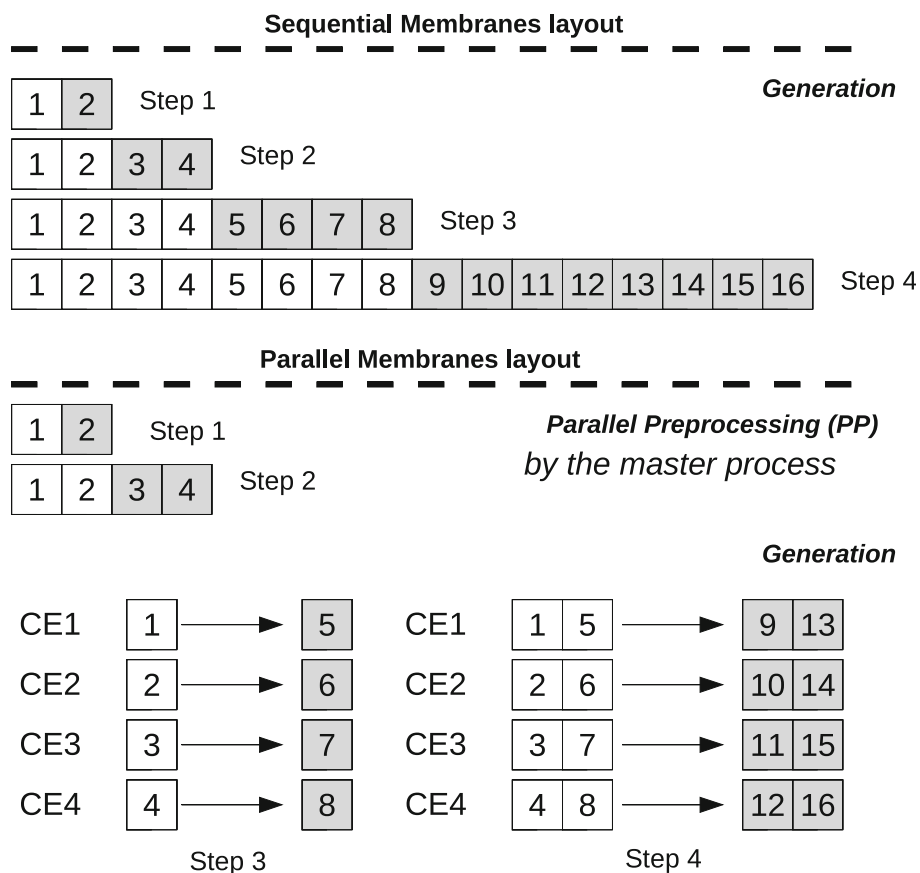 Sequential Membranes layout
Generation
1 2 Step 1
1 2 3 4 Step 2
1 2 3 4 5 6 7 8 Step 3
1 2 3 4 5 6 7 8 9 10 11 12 13 14 15 16 Step 4
Parallel Membranes layout
1 2 Step 1
Parallel Preprocessing (PP)
by the master process
1 2 3 4 Step 2
Generation
CE1 1 5 CE1 1 5 9 13
CE2 2 6 CE2 2 6 10 14
CE3 3 7 CE3 3 7 11 15
CE4 4 8 CE4 4 8 12 16
Step 3 Step 4